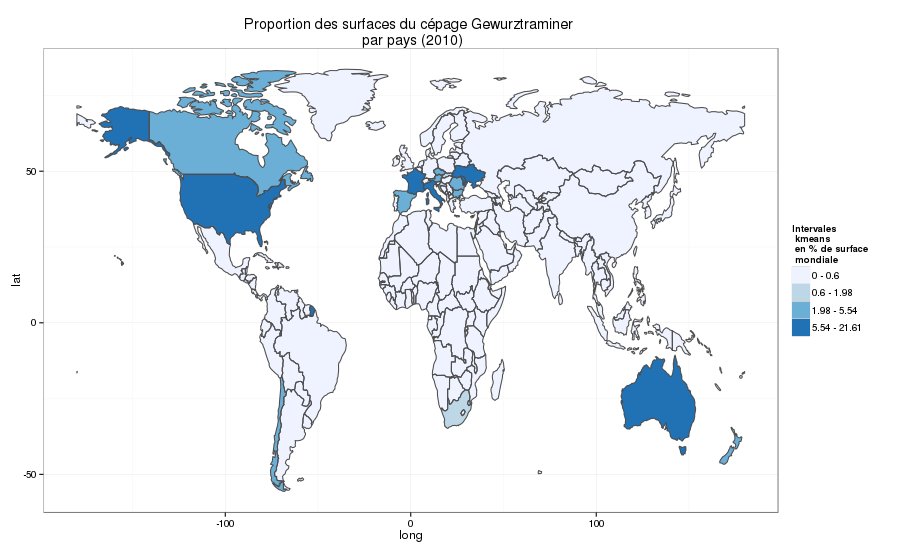 Proportion des surfaces du cépage Gewurztraminer
par pays (2010)
lat
50
0
-50
-100
0
100
long
Intervales
kmeans
en % de surface
mondiale
0 - 0.6
0.6 - 1.98
1.98 - 5.54
5.54 - 21.61